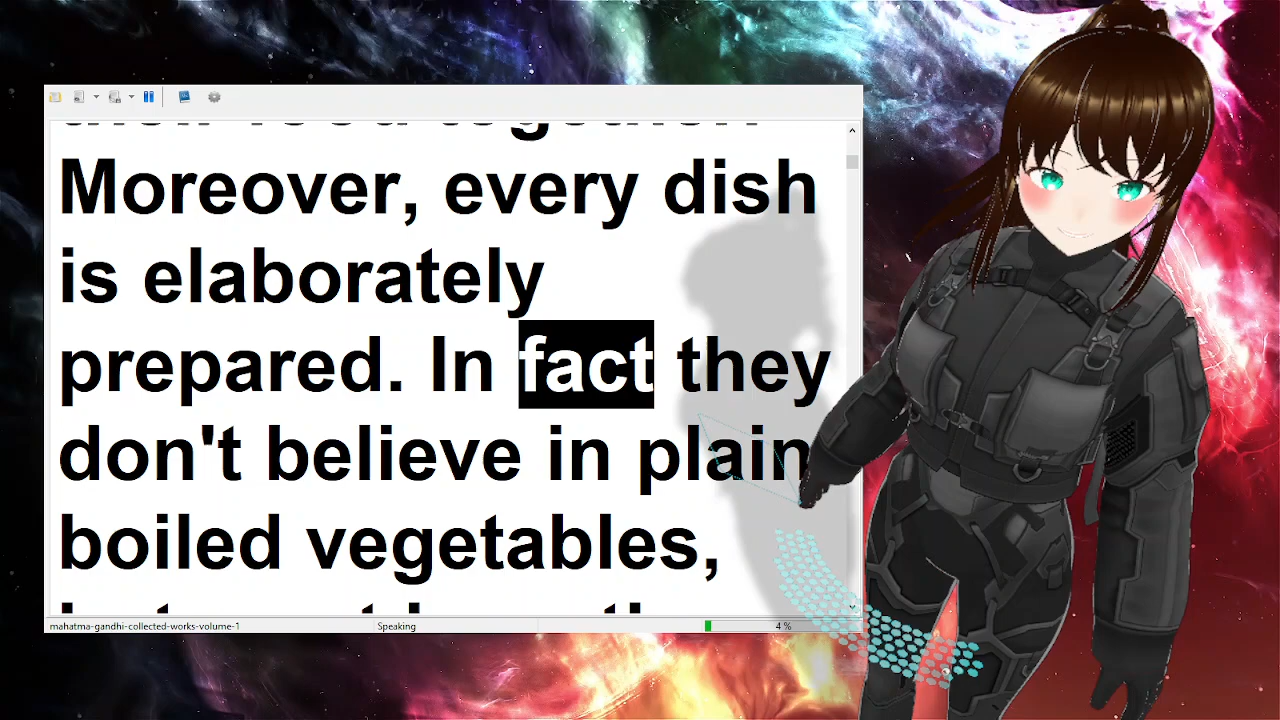 Moreover, every dish
is elaborately
prepared. In fact they
don't believe in plain
boiled vegetables,
mahatma-gandhi-collected-works-volume-1 Speaking 4 %